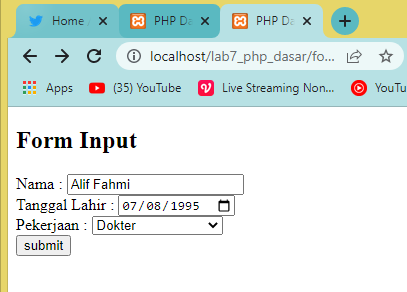 Home
PHP Da
PHP Da
localhost/lab7_php_dasar/fo...
Apps
(35) YouTube
Live Streaming Non...
YouTub
Form Input
Nama : Alif Fahmi
Tanggal Lahir : 07/08/1995
Pekerjaan : Dokter
submit